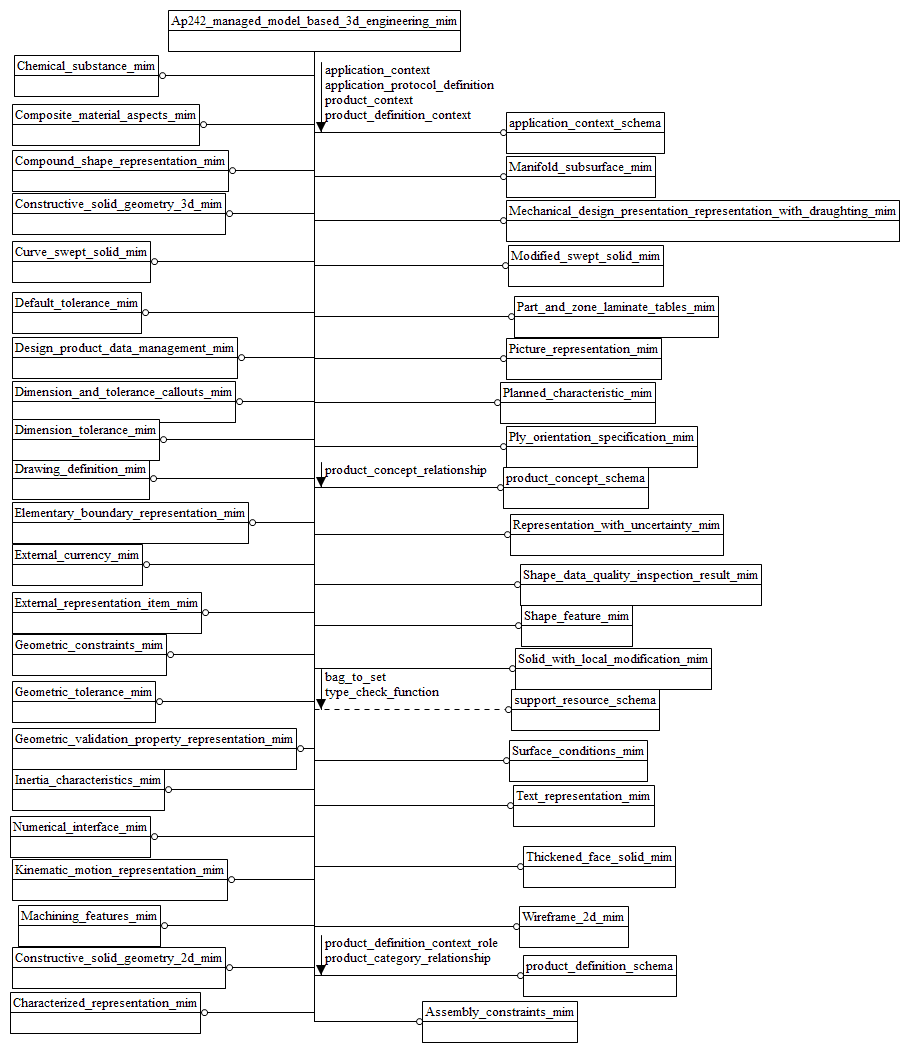 Ap242_managed_model_based_3d_engineering_mim
Chemical_substance_mim
application_context
application_protocol_definition
product_context
product_definition_context
Composite_material_aspects_mim
application_context_schema
Compound_shape_representation_mim
Manifold_subsurface_mim
Constructive_solid_geometry_3d_mim
Mechanical_design_presentation_representation_with_draughting_mim
Curve_swept_solid_mim
Modified_swept_solid_mim
Default_tolerance_mim
Part_and_zone_laminate_tables_mim
Design_product_data_management_mim
Picture_representation_mim
Dimension_and_tolerance_callouts_mim
Planned_characteristic_mim
Dimension_tolerance_mim
Ply_orientation_specification_mim
Drawing_definition_mim
product_concept_relationship
product_concept_schema
Elementary_boundary_representation_mim
Representation_with_uncertainty_mim
External_currency_mim
Shape_data_quality_inspection_result_mim
External_representation_item_mim
Shape_feature_mim
Geometric_constraints_mim
Solid_with_local_modification_mim
bag_to_set
type_check_function
Geometric_tolerance_mim
support_resource_schema
Geometric_validation_property_representation_mim
Surface_conditions_mim
Inertia_characteristics_mim
Text_representation_mim
Numerical_interface_mim
Thickened_face_solid_mim
Kinematic_motion_representation_mim
Machining_features_mim
Wireframe_2d_mim
product_definition_context_role
product_category_relationship
Constructive_solid_geometry_2d_mim
product_definition_schema
Characterized_representation_mim
Assembly_constraints_mim